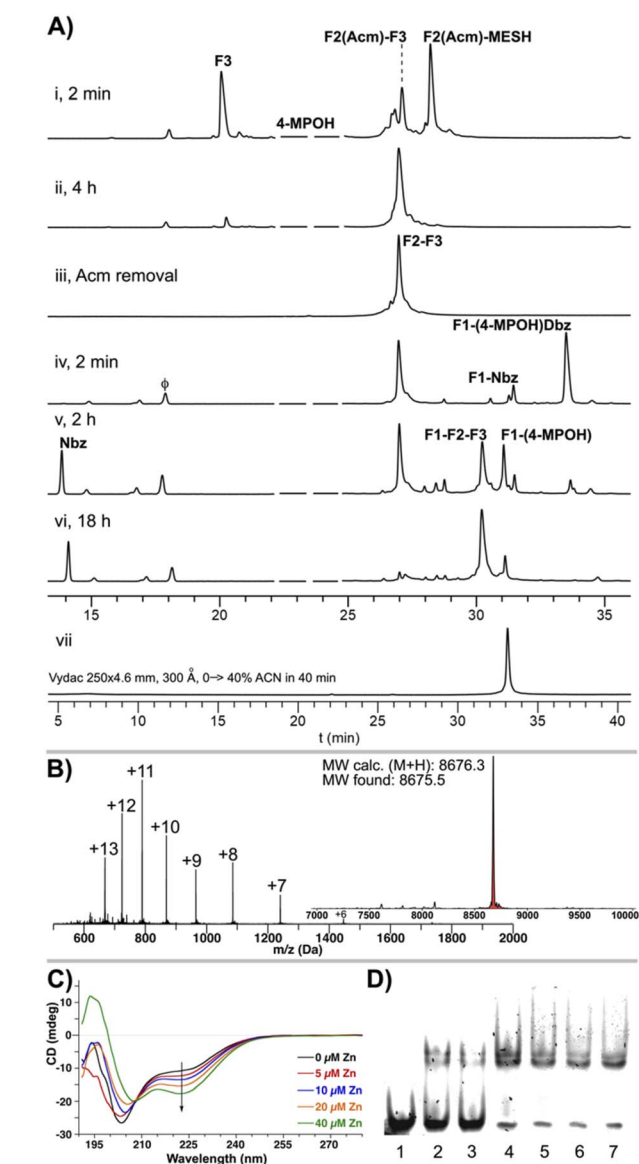 A)
F2(Acm)-F3 F2(Acm)-MESH
F3
i, 2 min
4-MPOH
ii, 4 h
F2-F3
iii, Acm removal
F1-(4-MPOH)Dbz
iv, 2 min
ϕ
F1-Nbz
v, 2 h
Nbz
F1-F2-F3 F1-(4-MPOH)
vi, 18 h
15 20 25 30 35
vii
Vydac 250x4.6 mm, 300 Å, 0-> 40% ACN in 40 min
5 10 15 20 25 30 35 40
t (min)
B)
MW calc. (M+H): 8676.3
MW found: 8675.5
+11
+12
+10
+13
+9
+8
+7
+6
7000 7500 8000 8500 9000 9500 10000
600 800 1000 1200 1400 1600 1800 2000
m/z (Da)
C)
D)
CD (mdeg)
10
0
-10
-20
-30
0 µM Zn
5 µM Zn
10 µM Zn
20 µM Zn
40 µM Zn
195 210 225 240 255 270
Wavelength (nm)
1 2 3 4 5 6 7